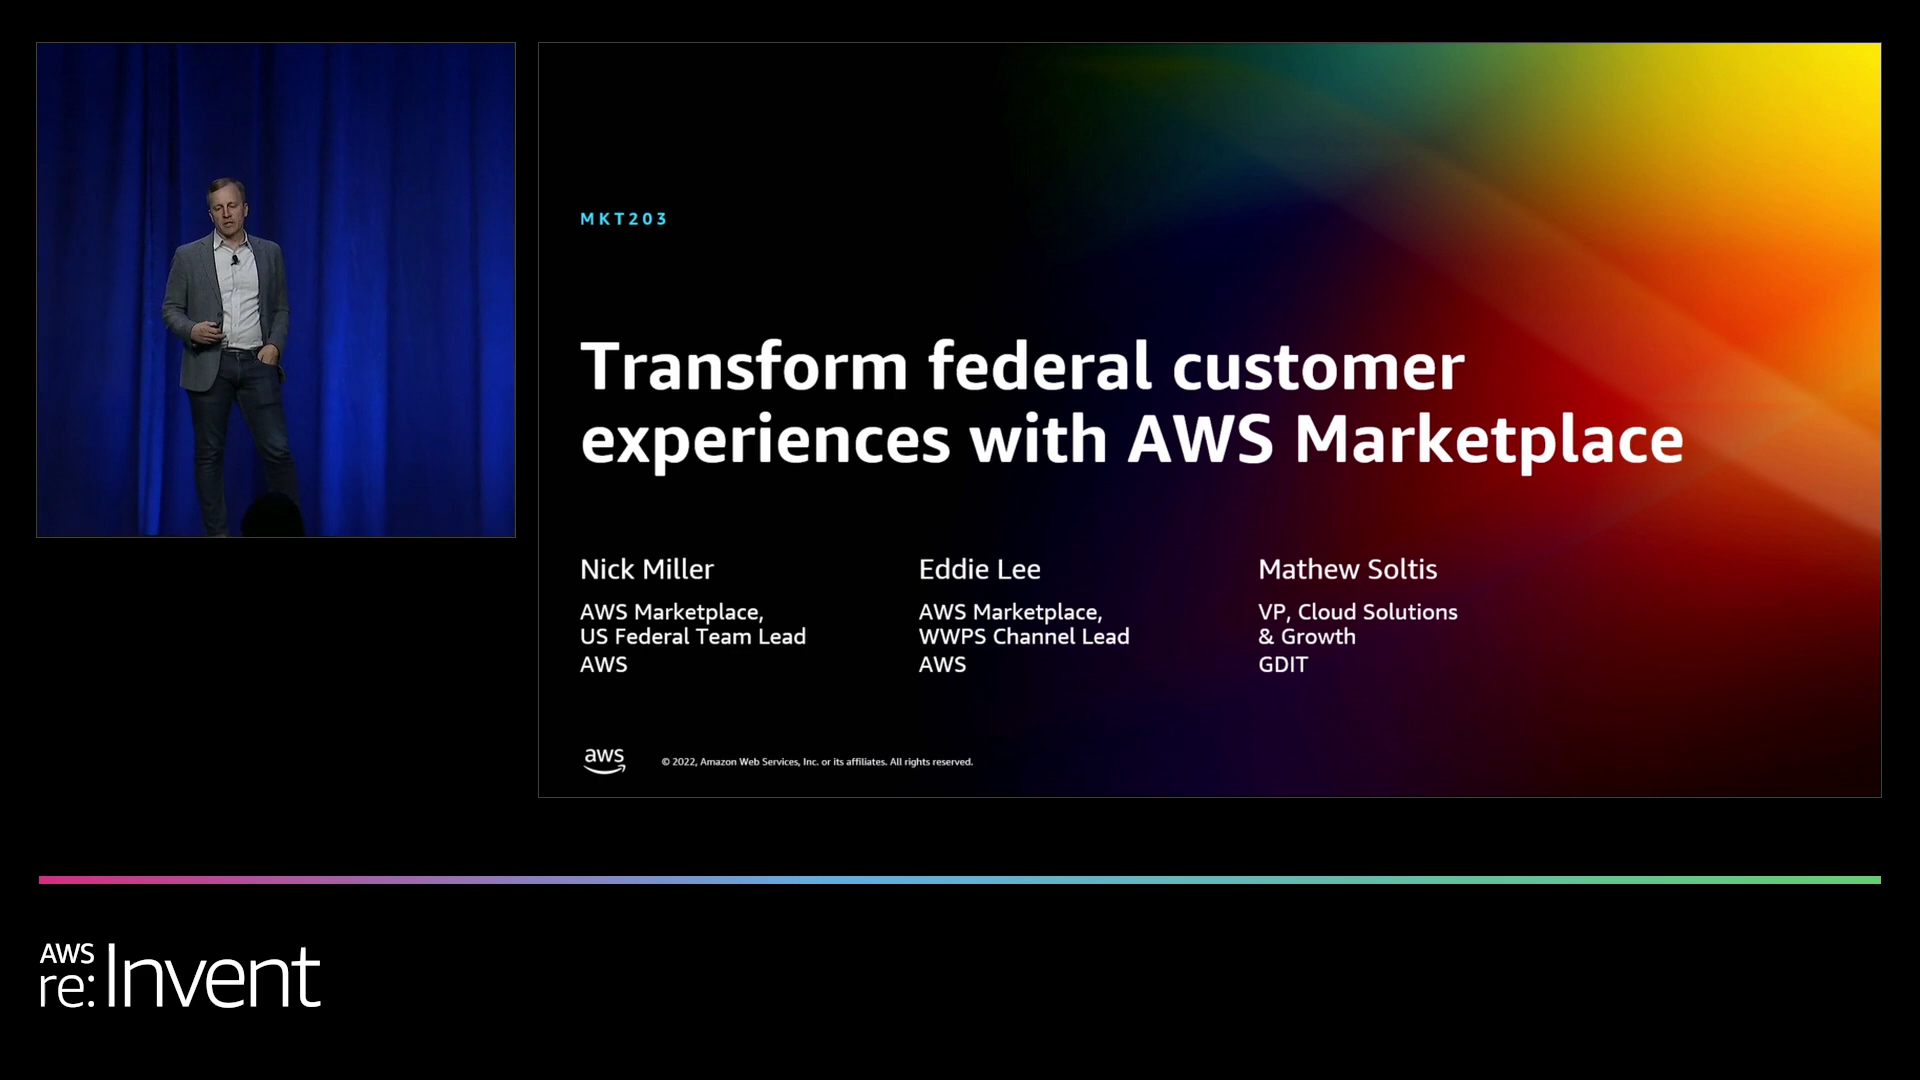 MKT203
Transform federal customer
experiences with AWS Marketplace
Nick Miller
AWS Marketplace,
US Federal Team Lead
AWS
Eddie Lee
AWS Marketplace,
WWPS Channel Lead
AWS
Mathew Soltis
VP, Cloud Solutions
& Growth
GDIT
aws
© 2022, Amazon Web Services, Inc. or its affiliates. All rights reserved.
AWS
re:Invent